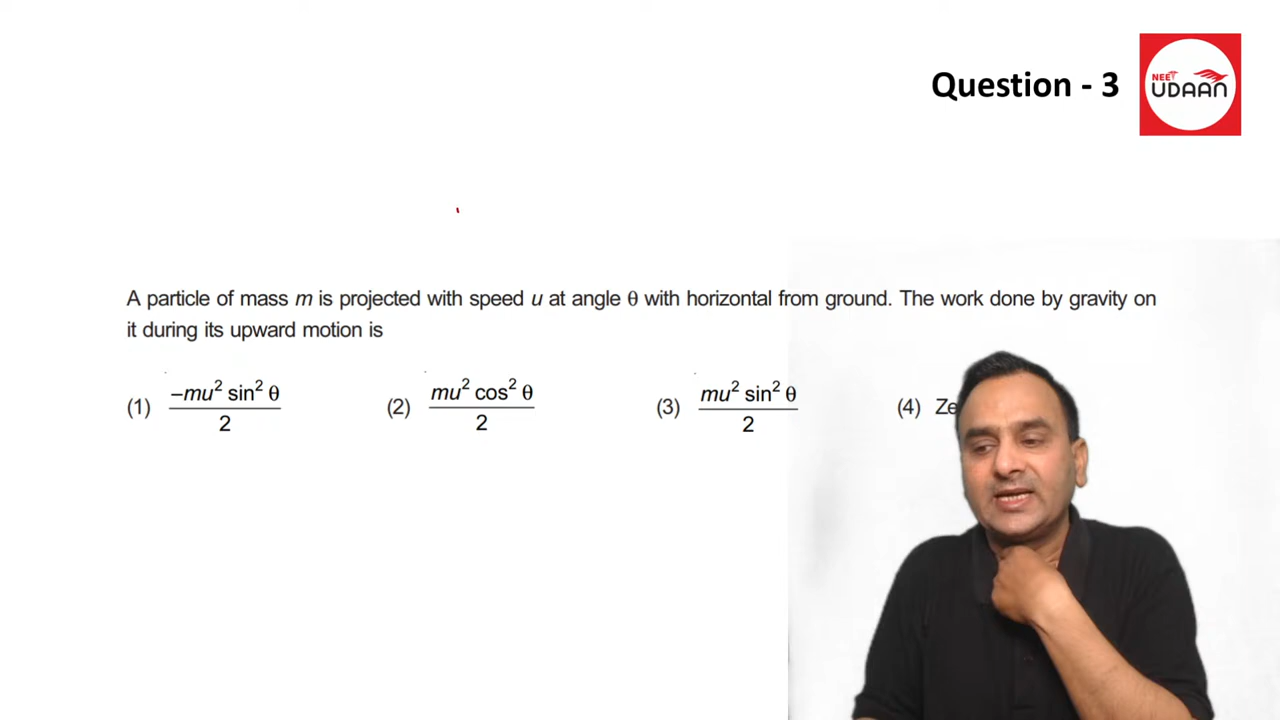 Question - 3
NEET
UDAAN
A particle of mass m is projected with speed u at angle θ with horizontal from ground. The work done by gravity on
it during its upward motion is
(1) −mu² sin² θ / 2 (2) mu² cos² θ / 2 (3) mu² sin² θ / 2 (4)